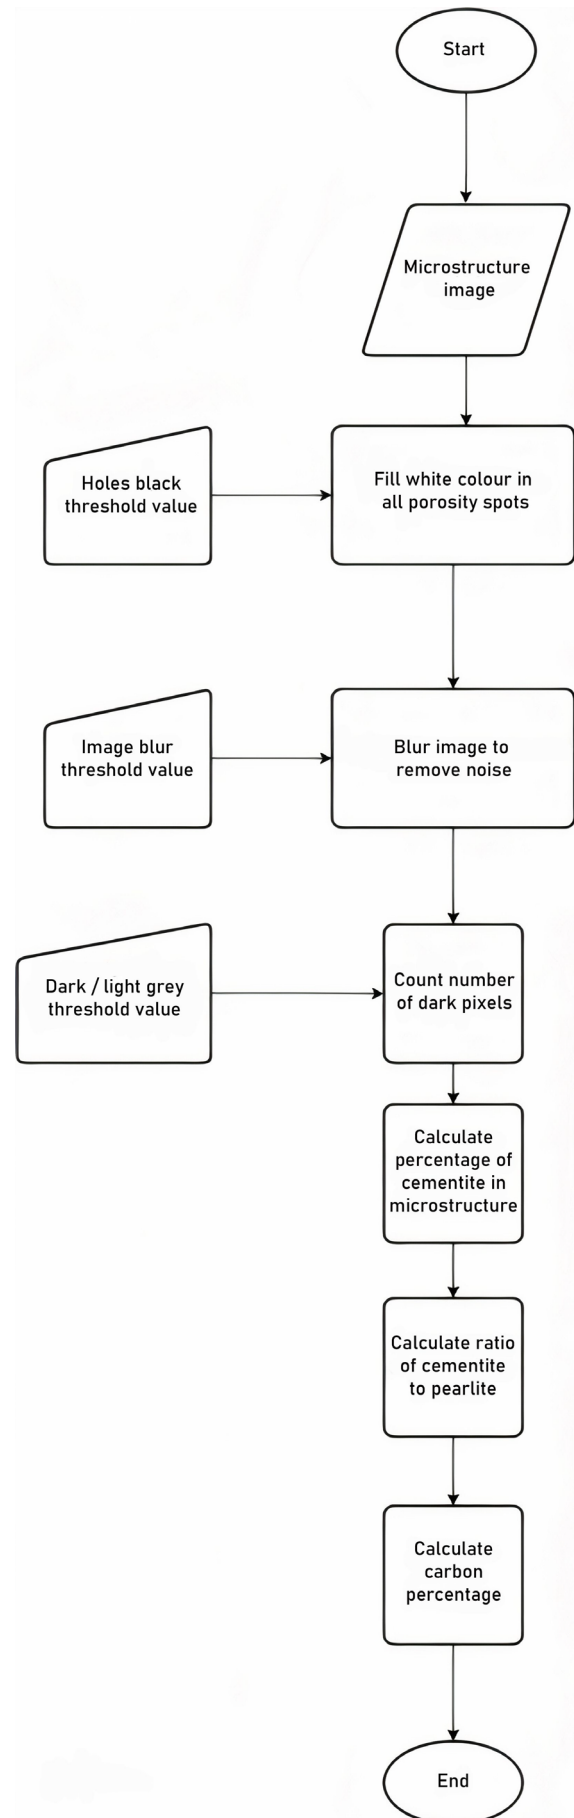 Start
Microstructure
image
Holes black
threshold value
Fill white colour in
all porosity spots
Image blur
threshold value
Blur image to
remove noise
Dark / light grey
threshold value
Count number
of dark pixels
Calculate
percentage of
cementite in
microstructure
Calculate ratio
of cementite
to pearlite
Calculate
carbon
percentage
End